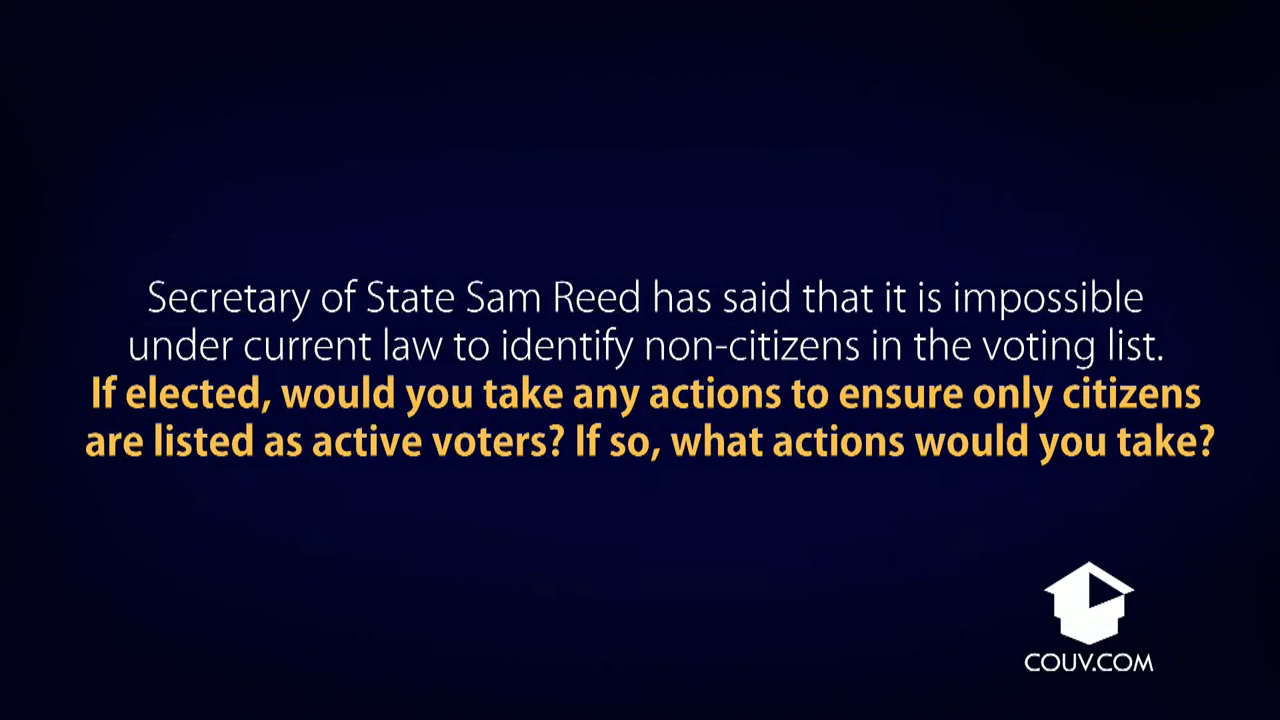 Secretary of State Sam Reed has said that it is impossible
under current law to identify non-citizens in the voting list.
If elected, would you take any actions to ensure only citizens
are listed as active voters? If so, what actions would you take?
COUV.COM